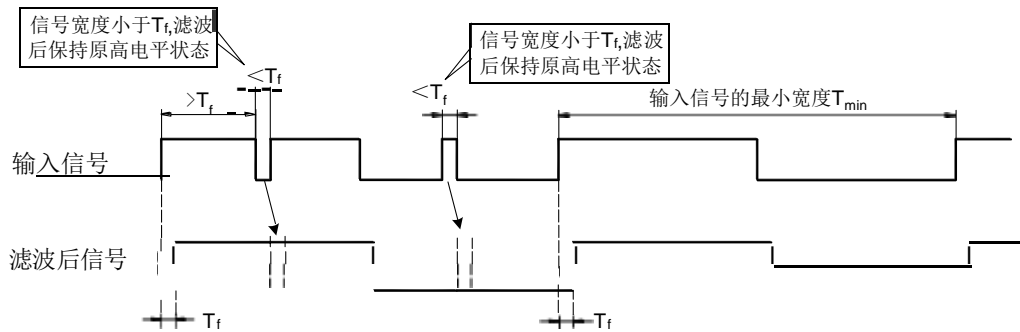 信号宽度小于Tf,滤波
后保持原高电平状态
信号宽度小于Tf,滤波
后保持原高电平状态
<Tf
>Tf
<Tf
输入信号的最小宽度Tmin
输入信号
滤波后信号
Tf
Tf